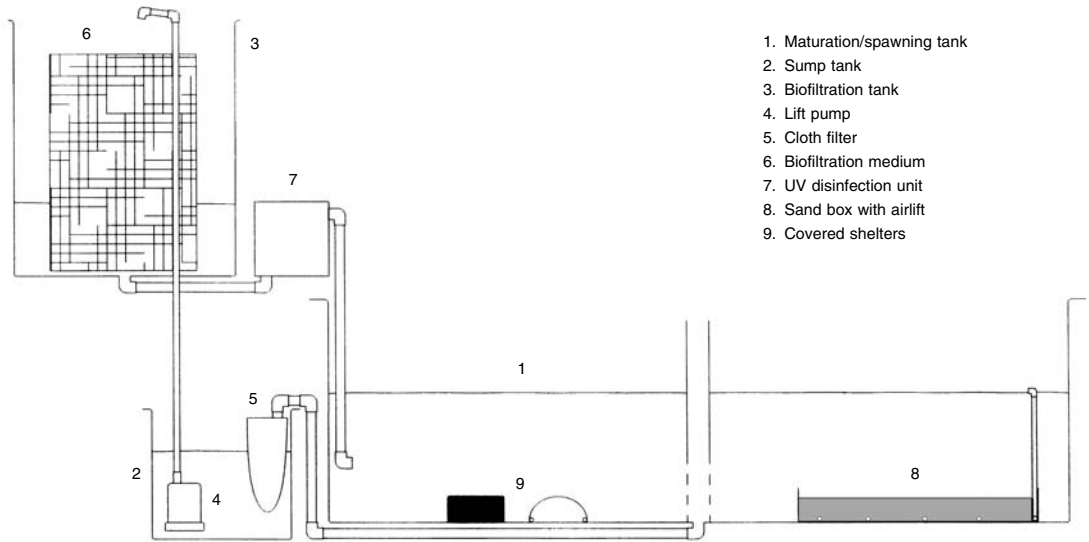 6
3
1. Maturation/spawning tank
2. Sump tank
3. Biofiltration tank
4. Lift pump
5. Cloth filter
6. Biofiltration medium
7. UV disinfection unit
8. Sand box with airlift
9. Covered shelters
7
1
5
2
4
9
8